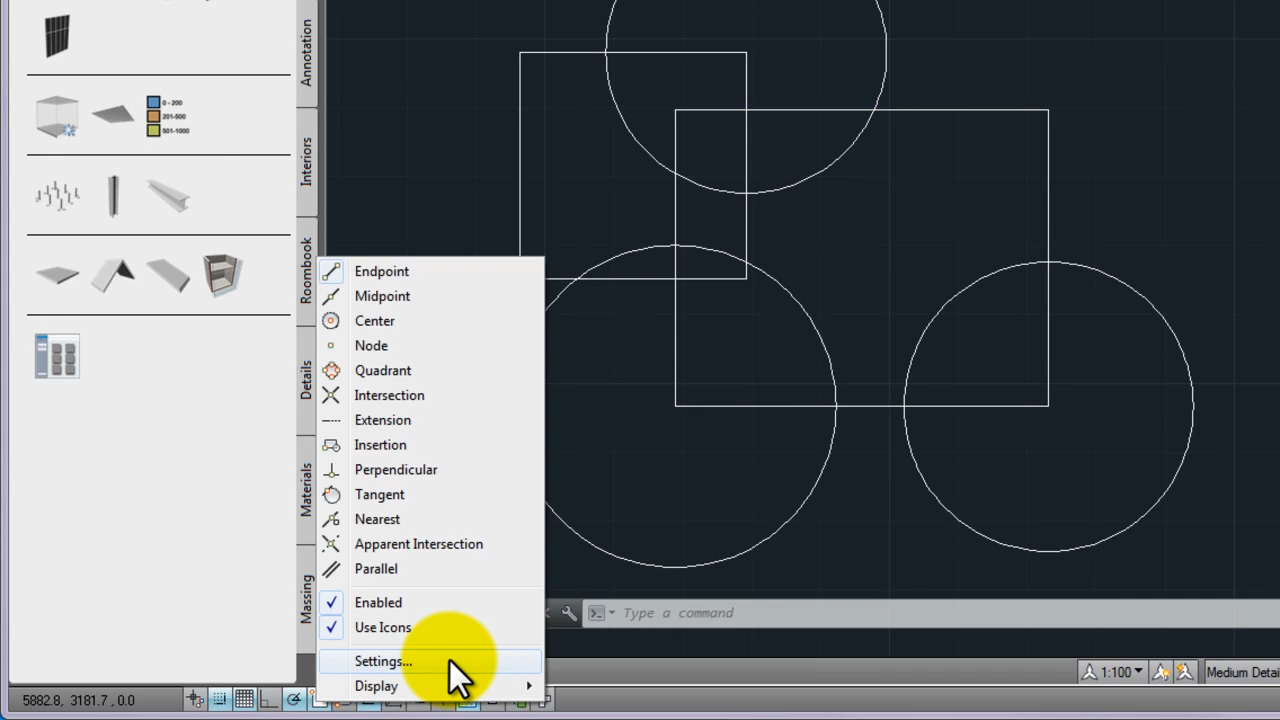 0 - 200
201-500
501-1000
Annotation
Interiors
Roombook
Details
Materials
Massing
Endpoint
Midpoint
Center
Node
Quadrant
Intersection
Extension
Insertion
Perpendicular
Tangent
Nearest
Apparent Intersection
Parallel
Enabled
Use Icons
Settings...
Display
Type a command
5882.8, 3181.7, 0.0
1:100
Medium Detai